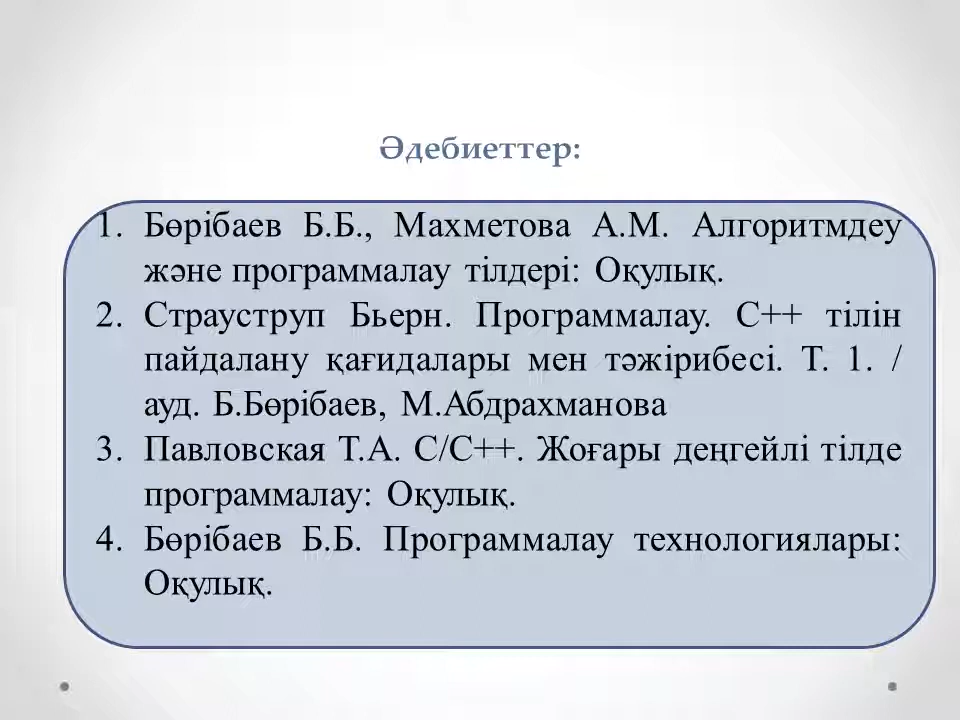 Әдебиеттер:
1. Бөрібаев Б.Б., Махметова А.М. Алгоритмдеу
және программалау тілдері: Оқулық.
2. Страуструп Бьерн. Программалау. С++ тілін
пайдалану қағидалары мен тәжірибесі. Т. 1. /
ауд. Б.Бөрібаев, М.Абдрахманова
3. Павловская Т.А. С/С++. Жоғары деңгейлі тілде
программалау: Оқулық.
4. Бөрібаев Б.Б. Программалау технологиялары:
Оқулық.